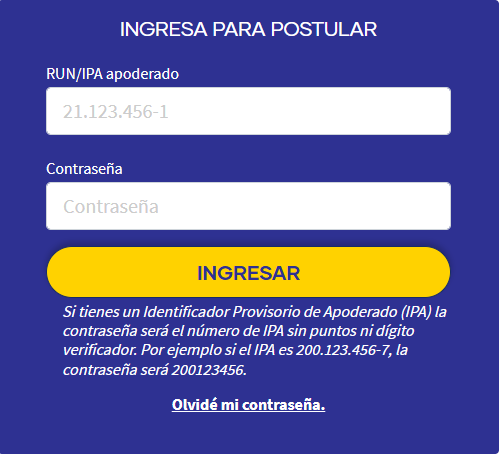 INGRESA PARA POSTULAR
RUN/IPA apoderado
21.123.456-1
Contraseña
Contraseña
INGRESAR
Si tienes un Identificador Provisorio de Apoderado (IPA) la
contraseña será el número de IPA sin puntos ni dígito
verificador. Por ejemplo si el IPA es 200.123.456-7, la
contraseña será 200123456.
Olvidé mi contraseña.